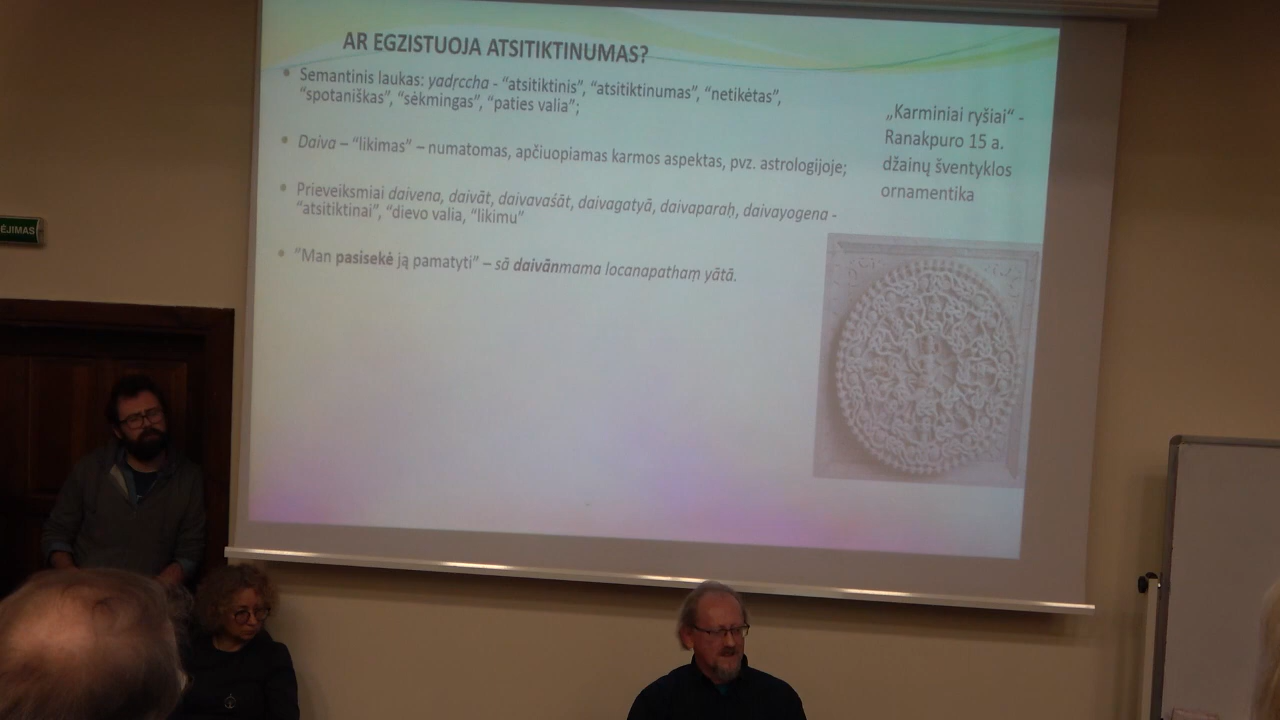 AR EGZISTUOJA ATSITIKTINUMAS?
Semantinis laukas: yadṛccha - “atsitiktinis”, “atsitiktinumas”, “netikėtas”,
“spotaniškas”, “sėkmingas”, “paties valia”;
Daiva – “likimas” – numatomas, apčiuopiamas karmos aspektas, pvz. astrologijoje;
Prieveiksmiai daivena, daivāt, daivavaśāt, daivagatyā, daivaparaḥ, daivayogena -
“atsitiktinai”, “dievo valia, “likimu”
“Man pasisekė ją pamatyti” – sā daivānmama locanapathaṃ yātā.
„Karminiai ryšiai“ -
Ranakpuro 15 a.
džainų šventyklos
ornamentika
ĖJIMAS